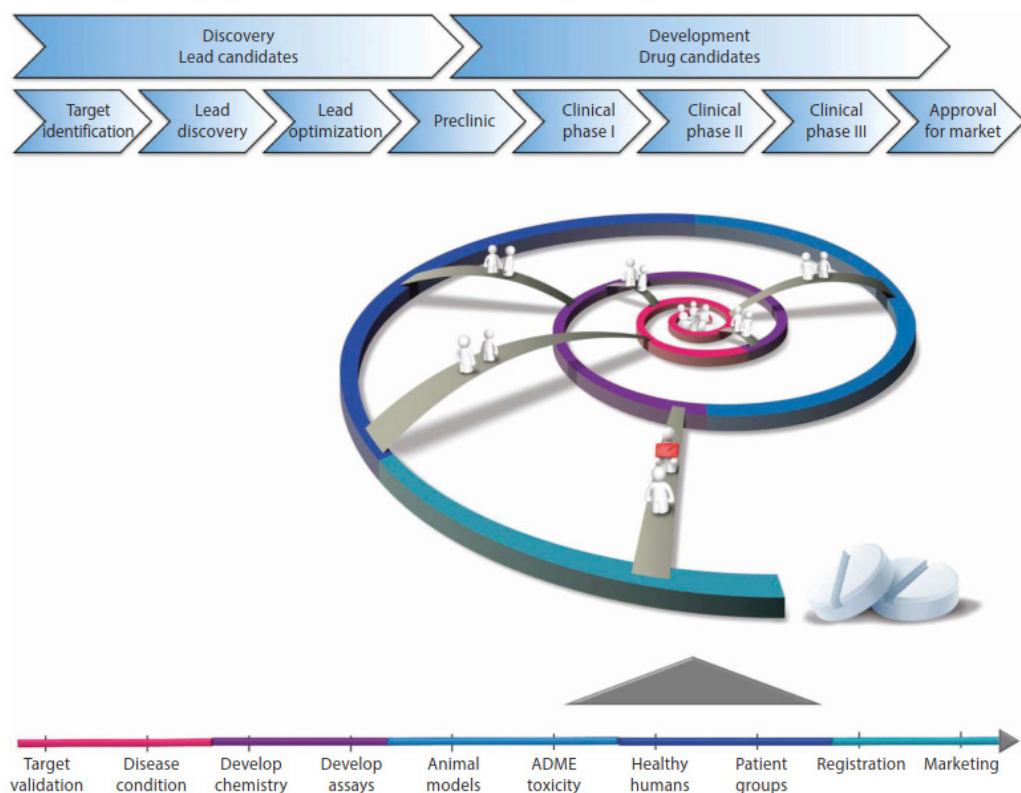 Discovery
Lead candidates
Development
Drug candidates
Target
identification
Lead
discovery
Lead
optimization
Preclinic
Clinical
phase I
Clinical
phase II
Clinical
phase III
Approval
for market
Target
validation
Disease
condition
Develop
chemistry
Develop
assays
Animal
models
ADME
toxicity
Healthy
humans
Patient
groups
Registration
Marketing